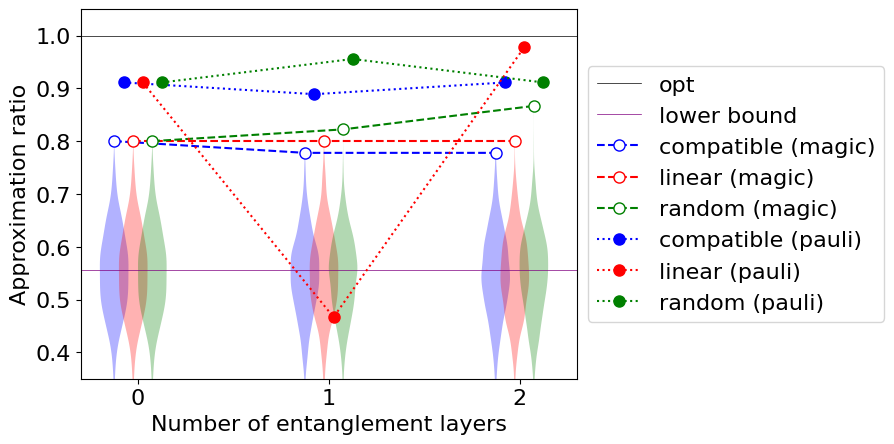 1.0
0.9
0.8
0.7
0.6
0.5
0.4
Approximation ratio
0
1
2
Number of entanglement layers
opt
lower bound
compatible (magic)
linear (magic)
random (magic)
compatible (pauli)
linear (pauli)
random (pauli)